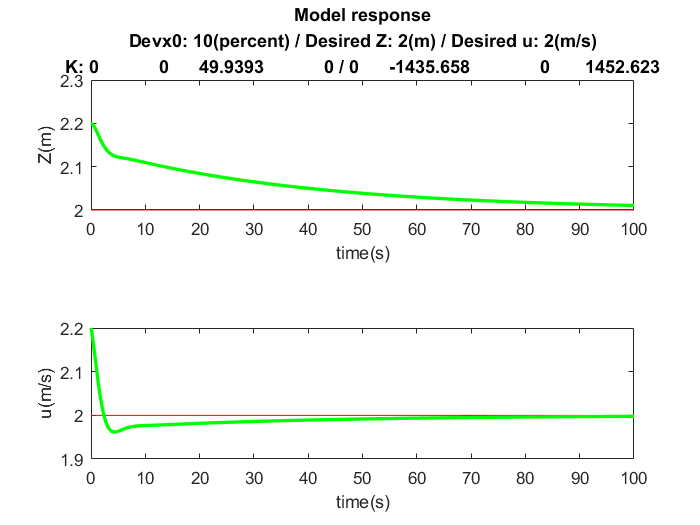 Model response
Devx0: 10(percent) / Desired Z: 2(m) / Desired u: 2(m/s)
K: 0 0 49.9393 0 / 0 -1435.658 0 1452.623
2.3
2.2
2.1
2
Z(m)
0 10 20 30 40 50 60 70 80 90 100
time(s)
2.2
2.1
2
1.9
u(m/s)
0 10 20 30 40 50 60 70 80 90 100
time(s)